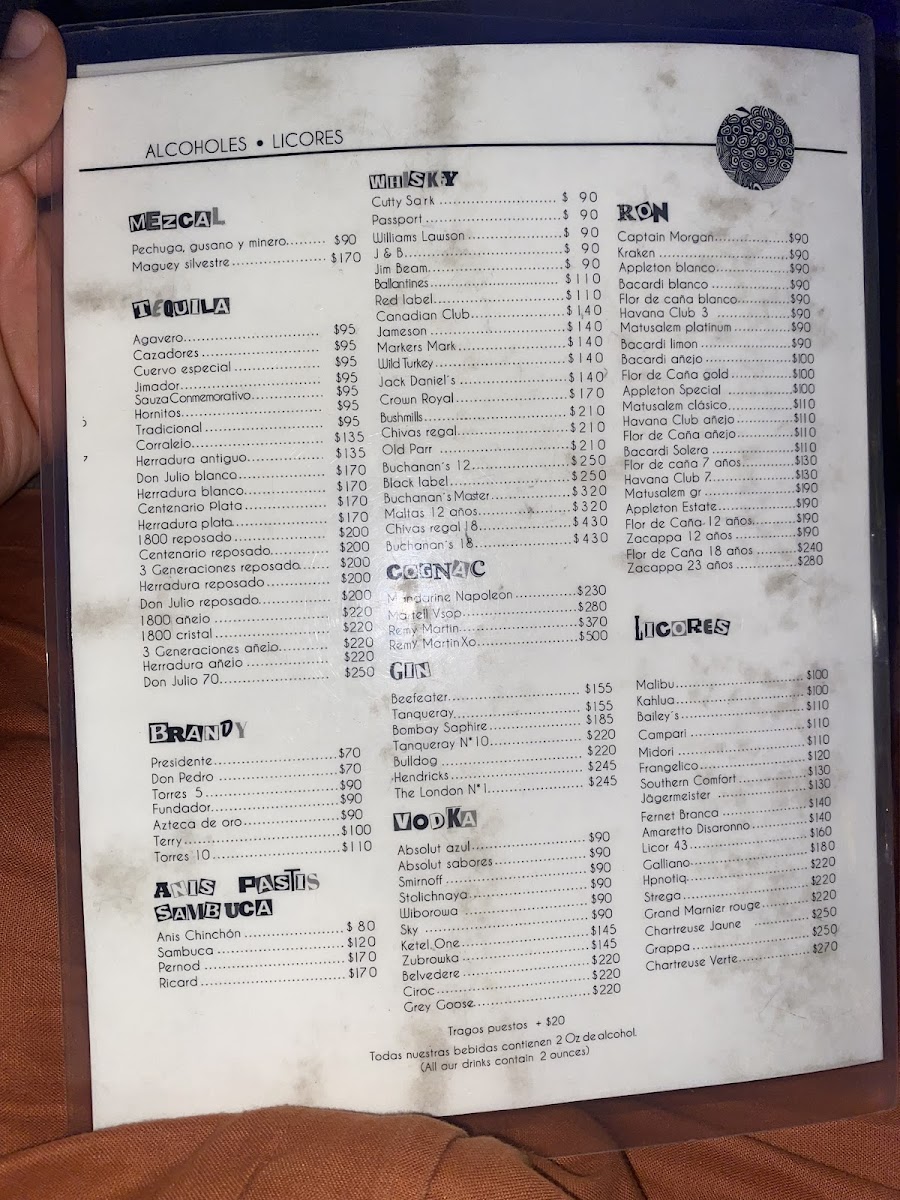 ALCOHOLES • LICORES
MEZCAL
Pechuga, gusano y minero........ $90
Maguey silvestre.................... $170
TEQUILA
Agavero.................... $95
Cazadores.................... $95
Cuervo especial.................... $95
Jimador.................... $95
Sauza Conmemorativo.................... $95
Hornitos.................... $95
Tradicional.................... $95
Corralejo.................... $135
Herradura antiguo.................... $135
Don Julio blanco.................... $170
Herradura blanco.................... $170
Centenario Plata.................... $170
Herradura plata.................... $170
1800 reposado.................... $200
Centenario reposado.................... $200
3 Generaciones reposado........ $200
Herradura reposado.................... $200
Don Julio reposado.................... $200
1800 añejo.................... $220
1800 cristal.................... $220
3 Generaciones añejo.................... $220
Herradura añejo.................... $220
Don Julio 70.................... $250
BRANDY
Presidente.................... $70
Don Pedro.................... $70
Torres 5.................... $90
Fundador.................... $90
Azteca de oro.................... $90
Terry.................... $100
Torres 10.................... $110
ANIS PASTIS
SAMBUCA
Anis Chinchón.................... $ 80
Sambuca.................... $120
Pernod.................... $170
Ricard.................... $170
WHISKEY
Cutty Sark.................... $ 90
Passport.................... $ 90
Williams Lawson.................... $ 90
J & B.................... $ 90
Jim Beam.................... $ 90
Ballantines.................... $110
Red label.................... $110
Canadian Club.................... $140
Jameson.................... $140
Markers Mark.................... $140
Wild Turkey.................... $140
Jack Daniel's.................... $140
Crown Royal.................... $170
Bushmills.................... $210
Chivas regal.................... $210
Old Parr.................... $210
Buchanan's 12.................... $250
Black label.................... $250
Buchanan's Master.................... $320
Maltas 12 años.................... $320
Chivas regal 18.................... $430
Buchanan's 18.................... $430
COGNAC
Mandarine Napoleon.................... $230
Martell Vsop.................... $280
Remy Martin.................... $370
Remy Martin Xo.................... $500
GIN
Beefeater.................... $155
Tanqueray.................... $155
Bombay Saphire.................... $185
Tanqueray N°10.................... $220
Bulldog.................... $220
Hendricks.................... $245
The London N°1.................... $245
VODKA
Absolut azul.................... $90
Absolut sabores.................... $90
Smirnoff.................... $90
Stolichnaya.................... $90
Wiborowa.................... $90
Sky.................... $90
Ketel One.................... $145
Zubrowka.................... $145
Belvedere.................... $220
Ciroc.................... $220
Grey Goose.................... $220
RON
Captain Morgan.................... $90
Kraken.................... $90
Appleton blanco.................... $90
Bacardi blanco.................... $90
Flor de caña blanco.................... $90
Havana Club 3.................... $90
Matusalem platinum.................... $90
Bacardi limon.................... $90
Bacardi añejo.................... $100
Flor de Caña gold.................... $100
Appleton Special.................... $100
Matusalem clásico.................... $110
Havana Club añejo.................... $110
Flor de Caña añejo.................... $110
Bacardi Solera.................... $110
Flor de caña 7 años.................... $130
Havana Club 7.................... $130
Matusalem gr.................... $190
Appleton Estate.................... $190
Flor de Caña 12 años.................... $190
Zacappa 12 años.................... $190
Flor de Caña 18 años.................... $240
Zacappa 23 años.................... $280
LICORES
Malibu.................... $100
Kahlua.................... $100
Bailey's.................... $110
Campari.................... $110
Midori.................... $110
Frangelico.................... $120
Southern Comfort.................... $130
Jägermeister.................... $130
Fernet Branca.................... $140
Amaretto Disaronno.................... $140
Licor 43.................... $160
Galliano.................... $180
Hpnotiq.................... $220
Strega.................... $220
Grand Marnier rouge.................... $220
Chartreuse Jaune.................... $250
Grappa.................... $250
Chartreuse Verte.................... $270
Tragos puestos + $20
Todas nuestras bebidas contienen 2 Oz de alcohol.
(All our drinks contain 2 ounces)